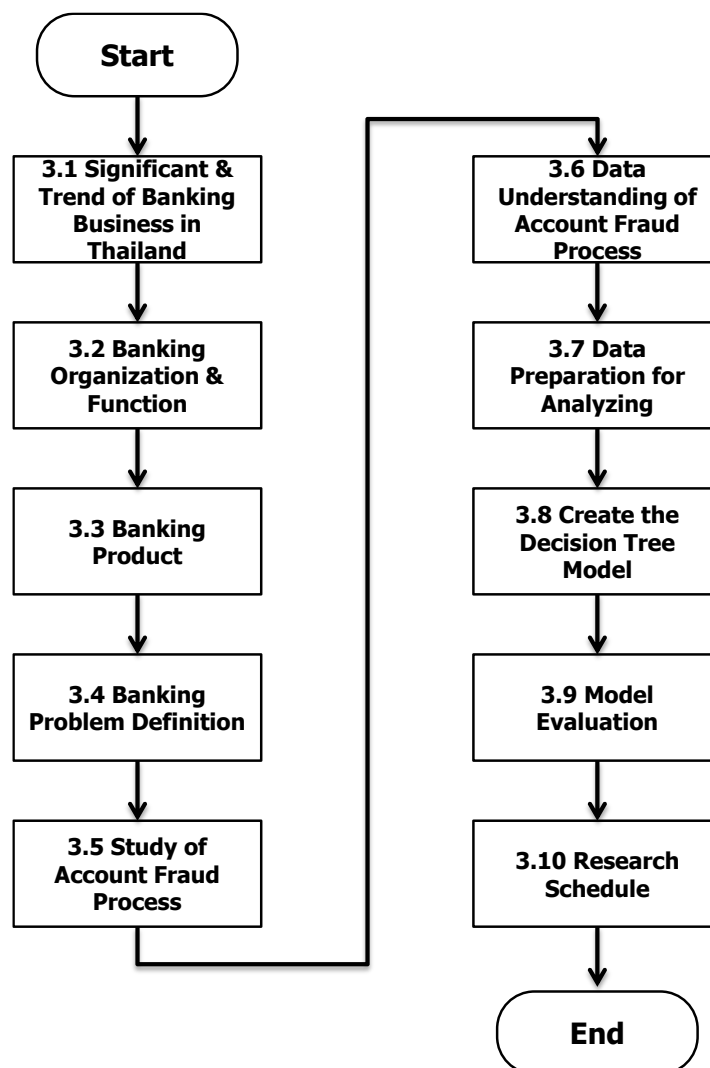 Start
3.1 Significant &
Trend of Banking
Business in
Thailand
3.2 Banking
Organization &
Function
3.3 Banking
Product
3.4 Banking
Problem Definition
3.5 Study of
Account Fraud
Process
3.6 Data
Understanding of
Account Fraud
Process
3.7 Data
Preparation for
Analyzing
3.8 Create the
Decision Tree
Model
3.9 Model
Evaluation
3.10 Research
Schedule
End